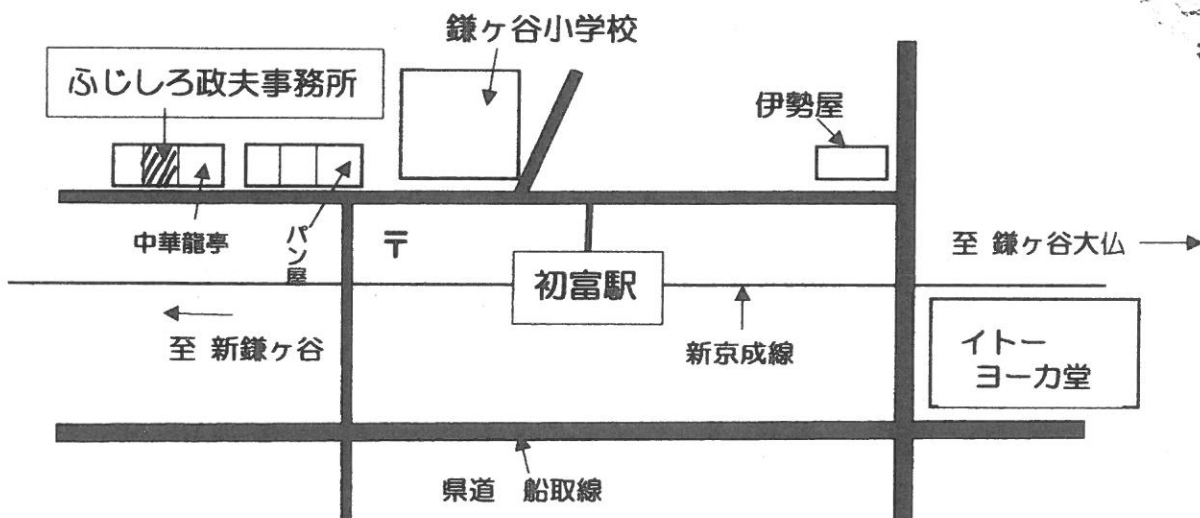 鎌ヶ谷小学校
ふじしろ政夫事務所
伊勢屋
中華龍亭
パン屋
〒
至 鎌ヶ谷大仏
初富駅
至 新鎌ヶ谷
新京成線
イトー
ヨーカ堂
県道 船取線